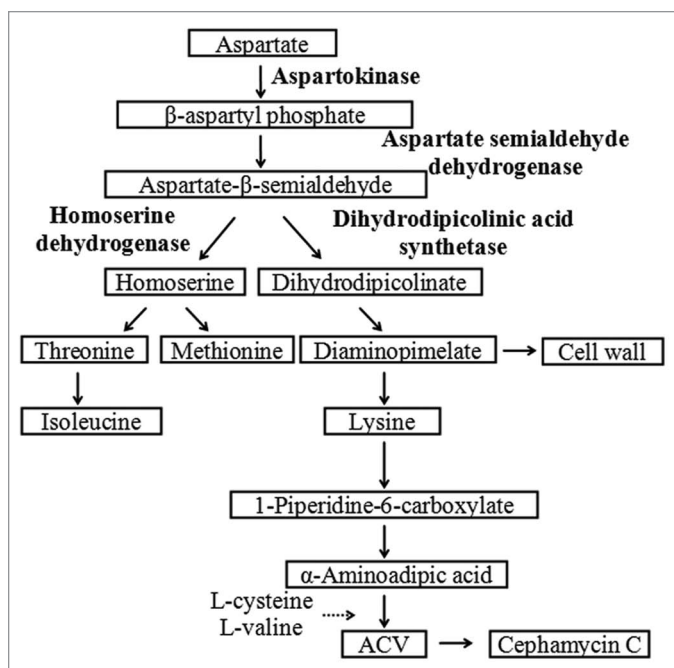 Aspartate
Aspartokinase
β-aspartyl phosphate
Aspartate semialdehyde
dehydrogenase
Aspartate-β-semialdehyde
Homoserine
dehydrogenase
Dihydrodipicolinic acid
synthetase
Homoserine
Dihydrodipicolinate
Threonine
Methionine
Diaminopimelate
Cell wall
Isoleucine
Lysine
1-Piperidine-6-carboxylate
α-Aminoadipic acid
L-cysteine
L-valine
ACV
Cephamycin C